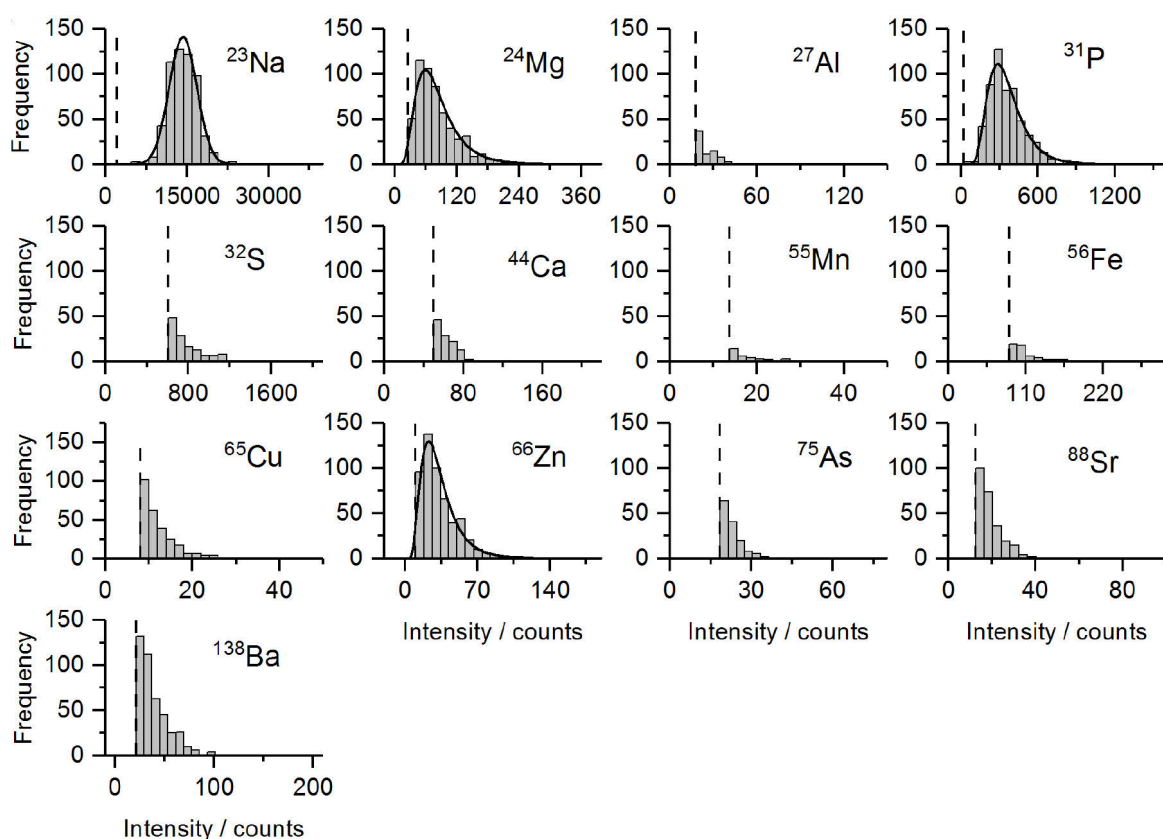 150 150 150 150
23Na 24Mg 27Al 31P
100 100 100 100
50 50 50 50
0 0 0 0
0 15000 30000 0 120 240 360 0 60 120 0 600 1200
Frequency
150 150 150 150
32S 44Ca 55Mn 56Fe
100 100 100 100
50 50 50 50
0 0 0 0
0 800 1600 0 80 160 0 20 40 0 110 220
Frequency
150 150 150 150
65Cu 66Zn 75As 88Sr
100 100 100 100
50 50 50 50
0 0 0 0
0 20 40 0 70 140 0 30 60 0 40 80
Frequency
Intensity / counts Intensity / counts Intensity / counts
150
138Ba
100
50
0
0 100 200
Frequency
Intensity / counts